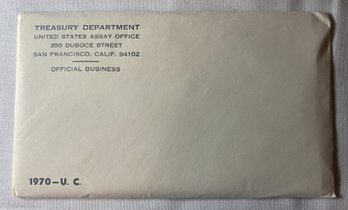 TREASURY DEPARTMENT
UNITED STATES ASSAY OFFICE
350 DUBOCE STREET
SAN FRANCISCO, CALIF. 94102
OFFICIAL BUSINESS
1970—U. C.